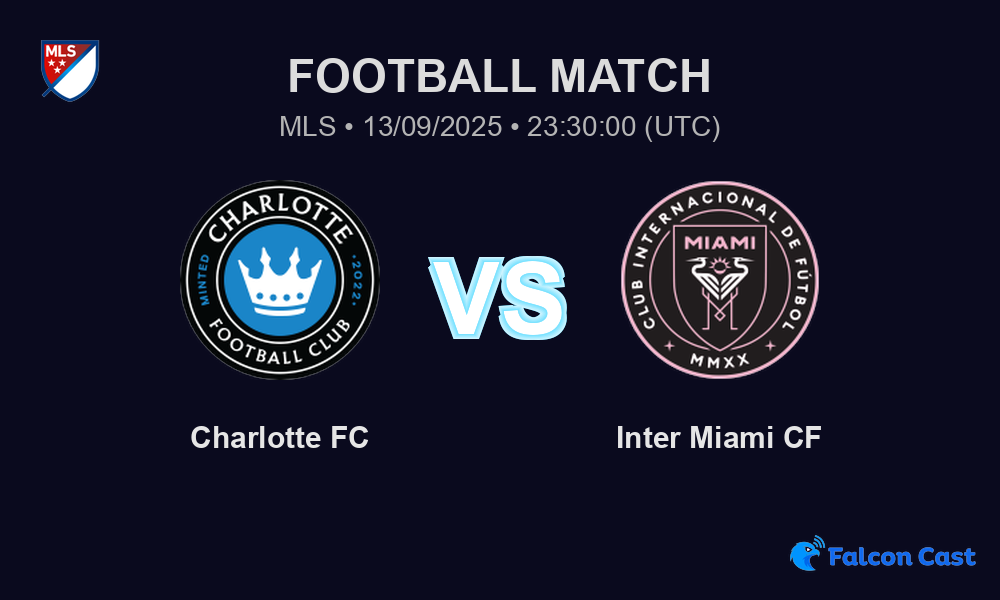 MLS
FOOTBALL MATCH
MLS • 13/09/2025 • 23:30:00 (UTC)
CHARLOTTE
MINTED
·2022·
FOOTBALL CLUB
VS
CLUB INTERNACIONAL DE FÚTBOL
MIAMI
MMXX
Charlotte FC
Inter Miami CF
Falcon Cast